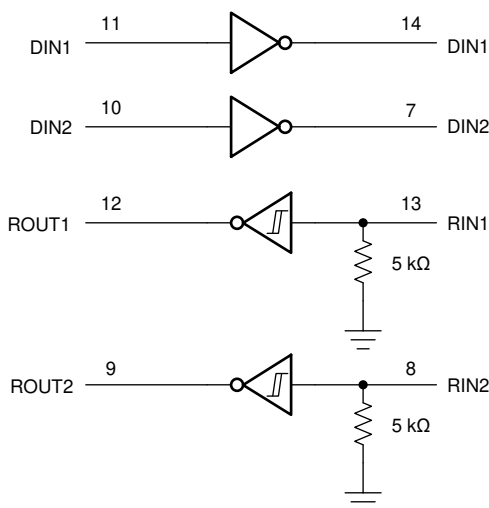 11 14
DIN1 DIN1
10 7
DIN2 DIN2
12 13
ROUT1 RIN1
5 kΩ
9 8
ROUT2 RIN2
5 kΩ